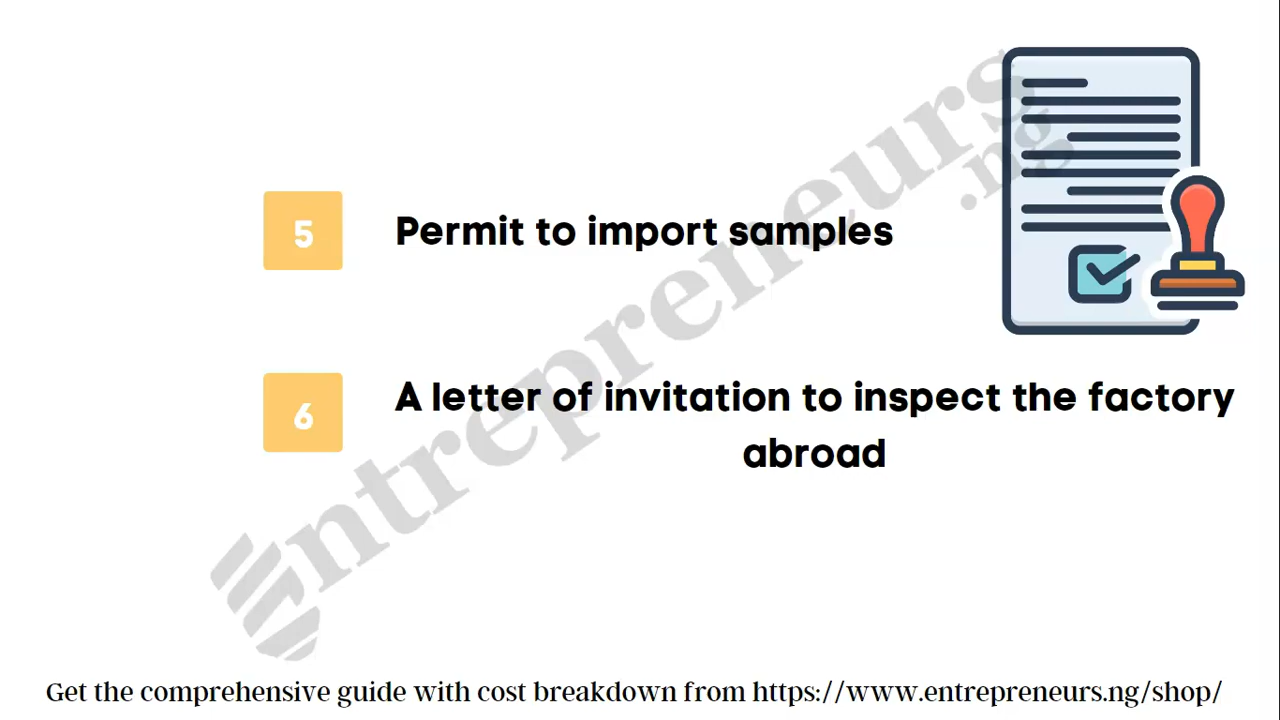 5
Permit to import samples
6
A letter of invitation to inspect the factory
abroad
entrepreneurs
.ng
Get the comprehensive guide with cost breakdown from https://www.entrepreneurs.ng/shop/